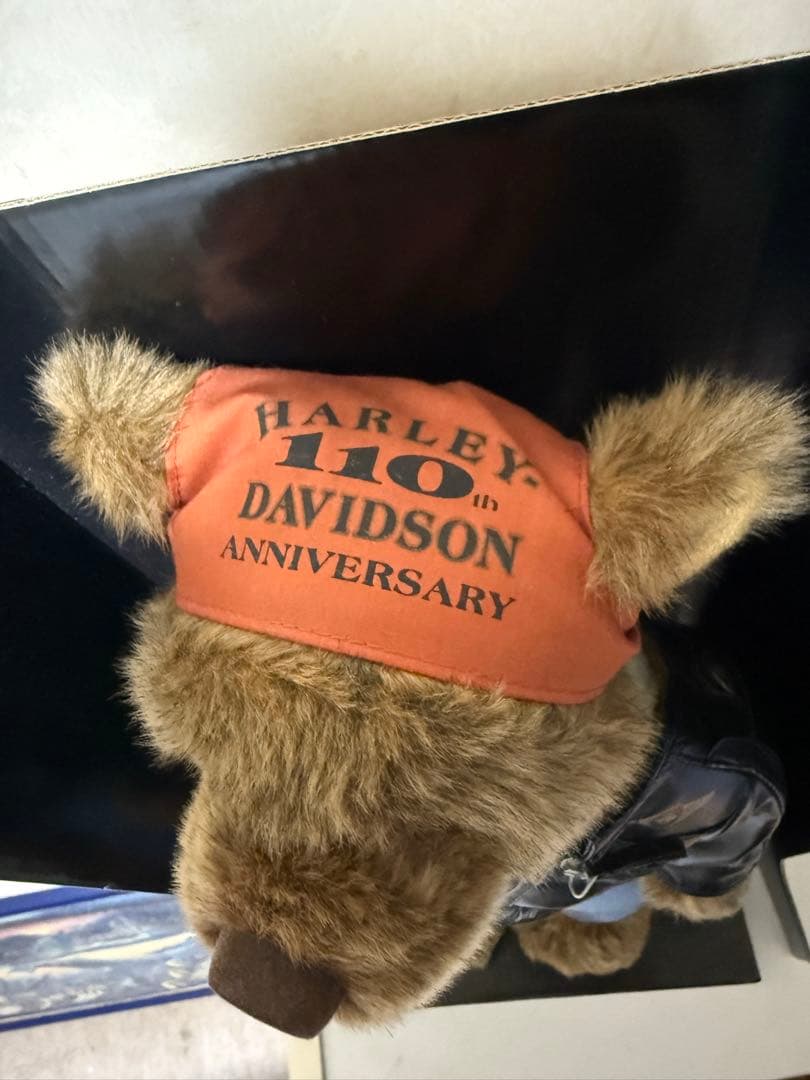 HARLEY-
110th
DAVIDSON
ANNIVERSARY